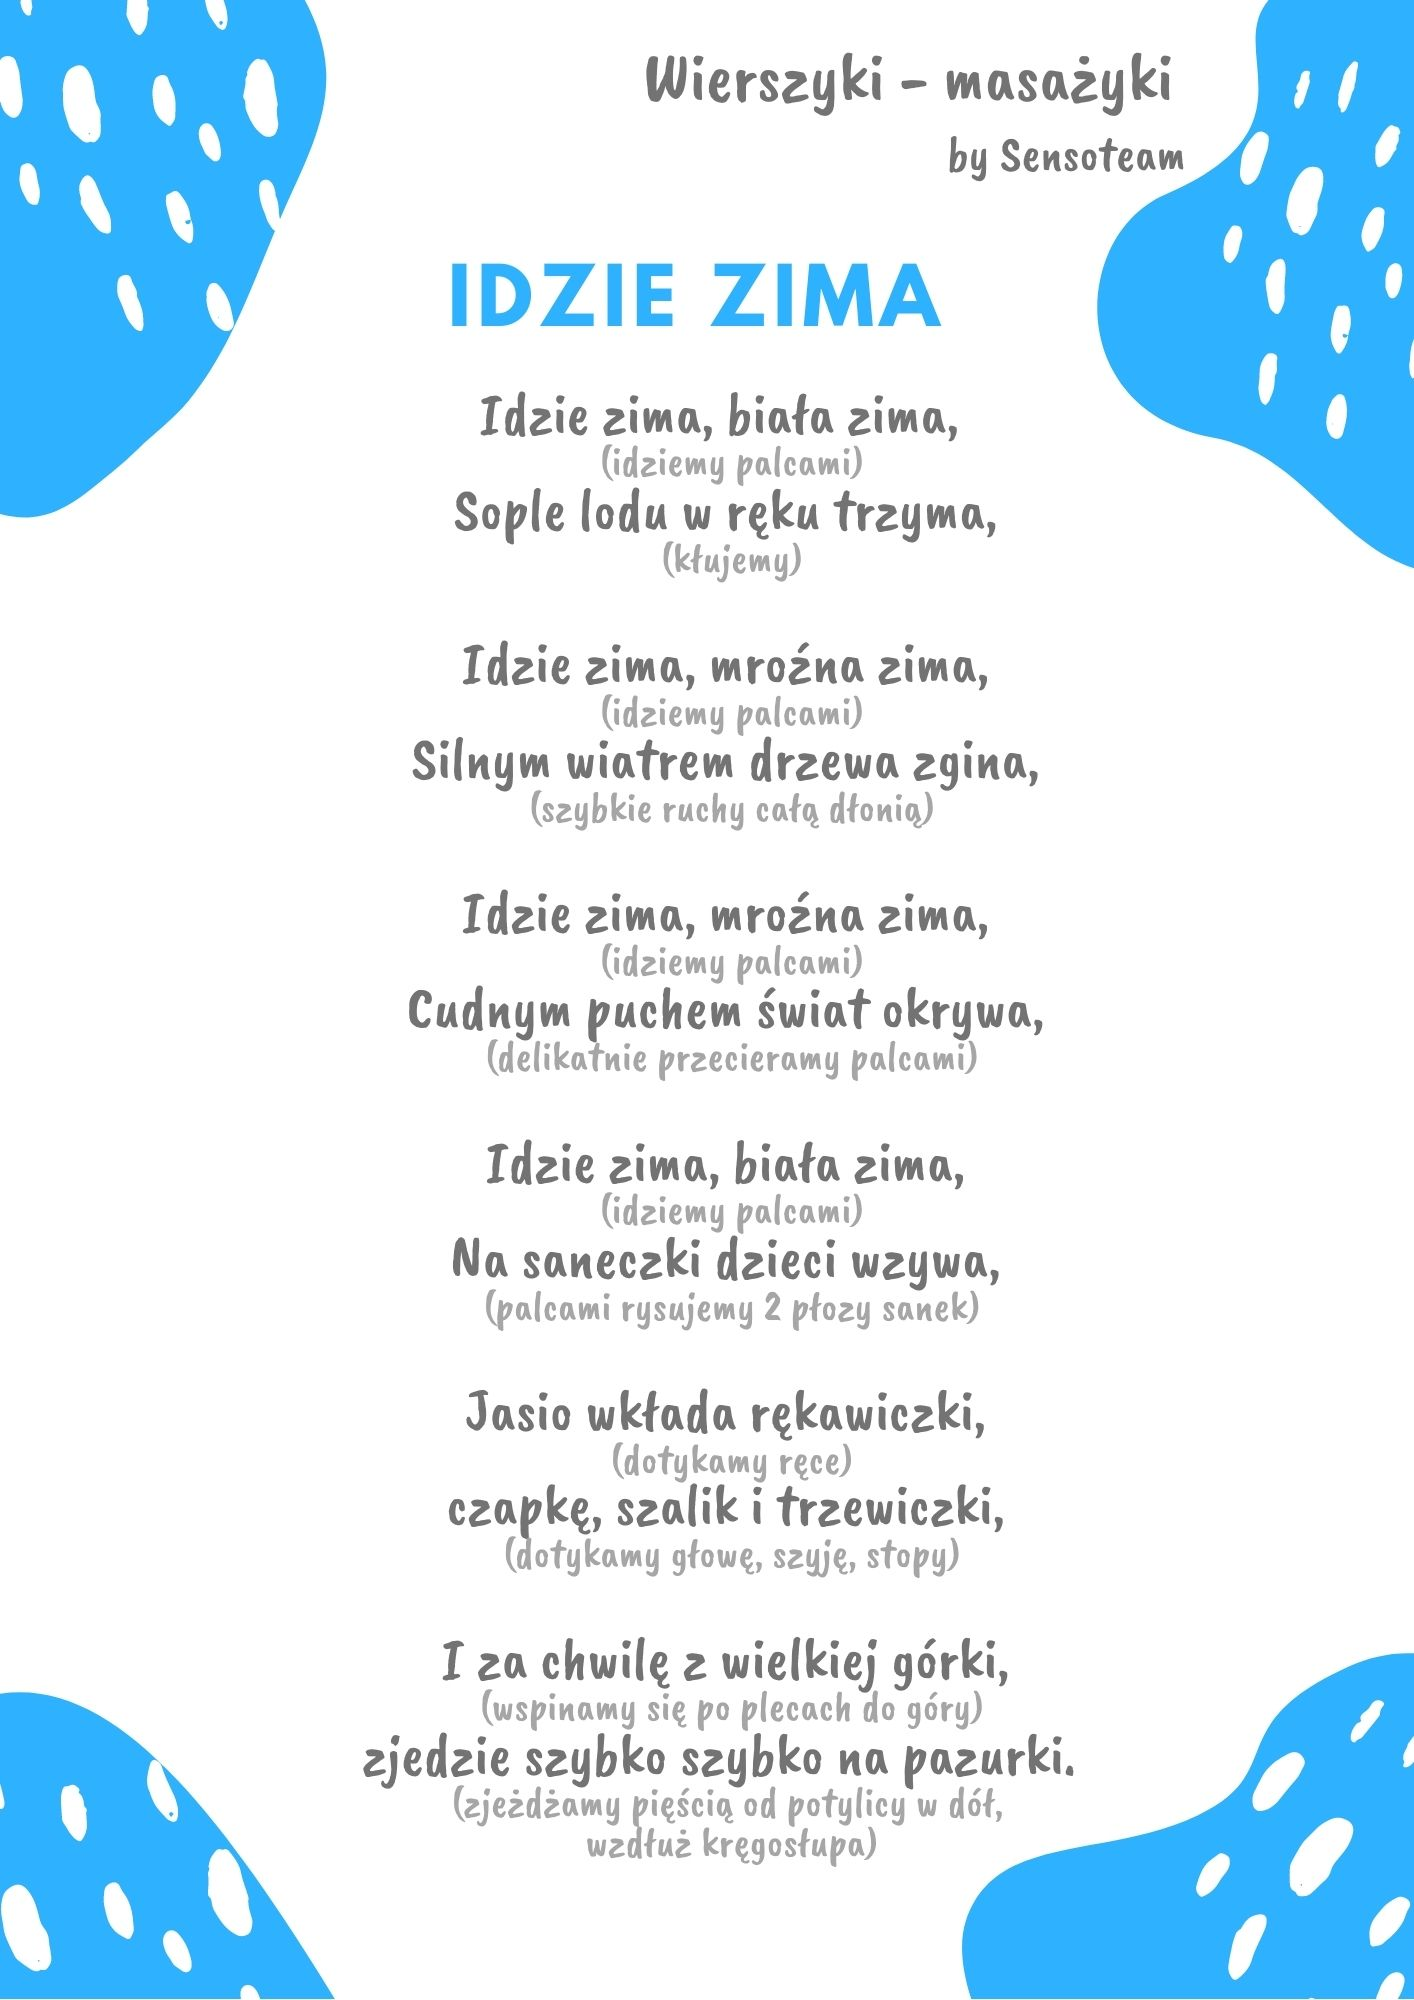 Wierszyki – masażyki
by Sensoteam
IDZIE ZIMA
Idzie zima, biała zima,
(idziemy palcami)
Sople lodu w ręku trzyma,
(kłujemy)
Idzie zima, mroźna zima,
(idziemy palcami)
Silnym wiatrem drzewa zgina,
(szybkie ruchy całą dłonią)
Idzie zima, mroźna zima,
(idziemy palcami)
Cudnym puchem świat okrywa,
(delikatnie przecieramy palcami)
Idzie zima, biała zima,
(idziemy palcami)
Na saneczki dzieci wzywa,
(palcami rysujemy 2 płozy sanek)
Jasio wkłada rękawiczki,
(dotykamy ręce)
czapkę, szalik i trzewiczki,
(dotykamy głowę, szyję, stopy)
I za chwilę z wielkiej górki,
(wspinamy się po plecach do góry)
zjedzie szybko szybko na pazurki.
(zjeżdżamy pięścią od potylicy w dół,
wzdłuż kręgosłupa)